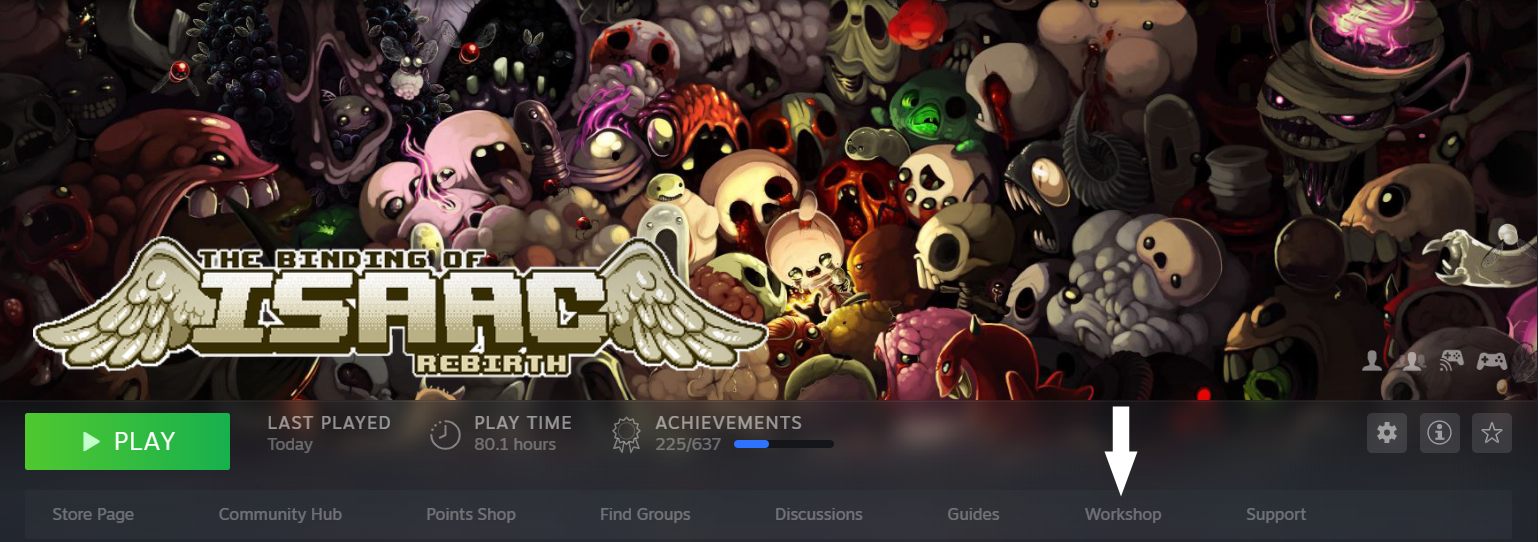 THE BINDING OF
ISAAC
REBIRTH
PLAY
LAST PLAYED
Today
PLAY TIME
80.1 hours
ACHIEVEMENTS
225/637
Store Page
Community Hub
Points Shop
Find Groups
Discussions
Guides
Workshop
Support